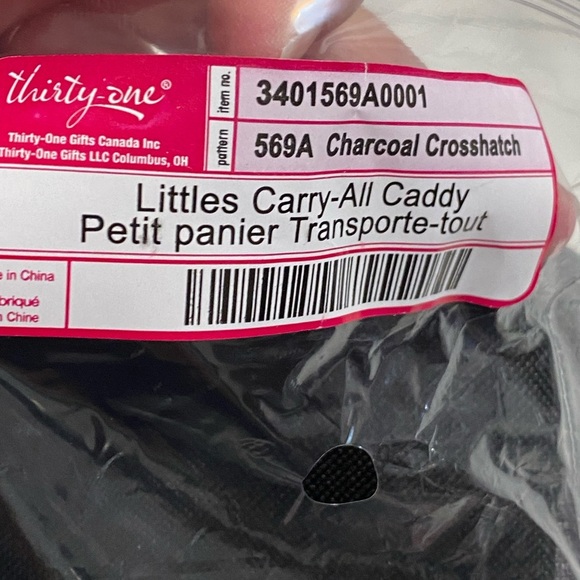 thirty-one®
Thirty-One Gifts Canada Inc
Thirty-One Gifts LLC Columbus, OH
item no.
3401569A0001
pattern
569A Charcoal Crosshatch
Littles Carry-All Caddy
Petit panier Transporte-tout
in China
Chine